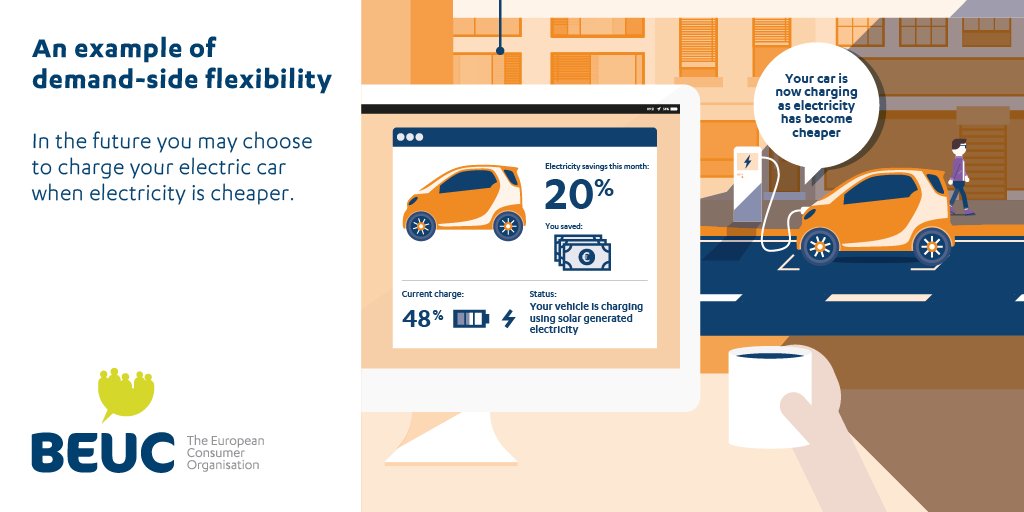 An example of
demand-side flexibility
In the future you may choose
to charge your electric car
when electricity is cheaper.
BEUC
The European
Consumer
Organisation
Electricity savings this month:
20%
You saved:
€
Current charge:
48%
Status:
Your vehicle is charging
using solar generated
electricity
Your car is
now charging
as electricity
has become
cheaper